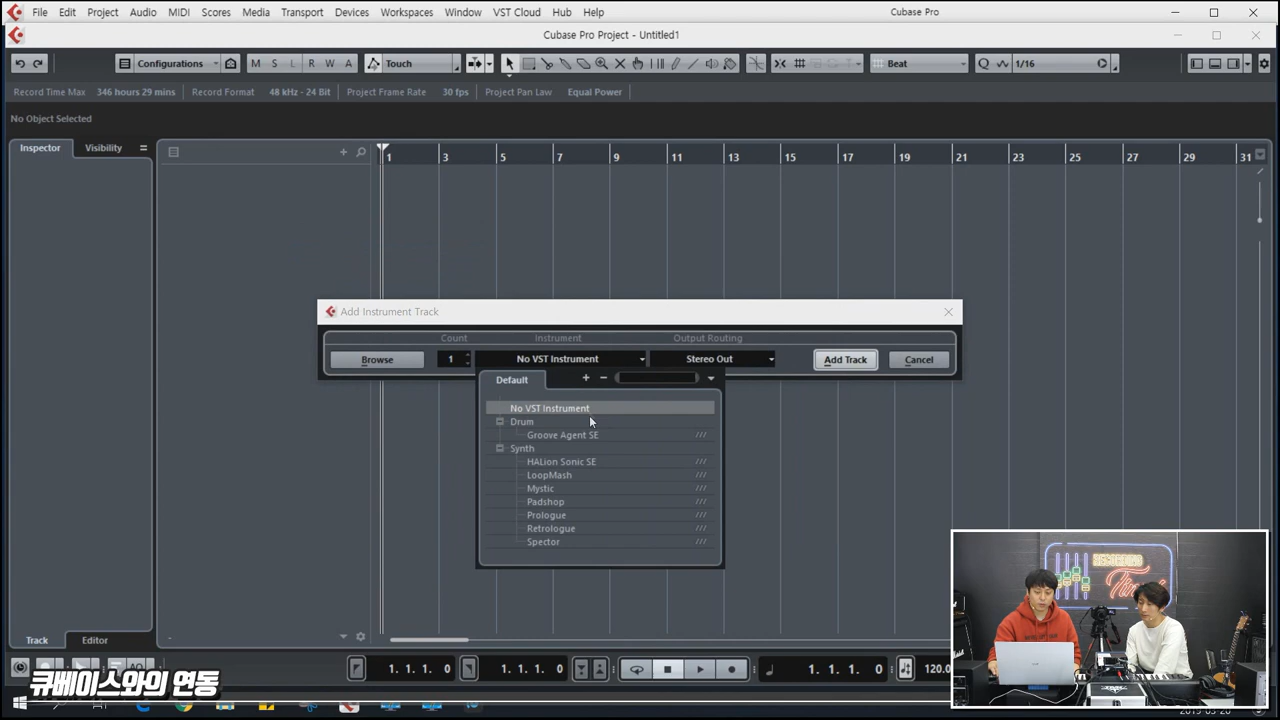 File Edit Project Audio MIDI Scores Media Transport Devices Workspaces Window VST Cloud Hub Help Cubase Pro
Cubase Pro Project - Untitled1
Configurations M S L R W A Touch Beat Q 1/16
Record Time Max 346 hours 29 mins Record Format 48 kHz - 24 Bit Project Frame Rate 30 fps Project Pan Law Equal Power
No Object Selected
Inspector Visibility 1 3 5 7 9 11 13 15 17 19 21 23 25 27 29 31
Add Instrument Track
Count Instrument Output Routing
Browse 1 No VST Instrument Stereo Out Add Track Cancel
Default + −
No VST Instrument
Drum
Groove Agent SE
Synth
HALion Sonic SE
LoopMash
Mystic
Padshop
Prologue
Retrologue
Spector
Time
Track Editor
1. 1. 1. 0 1. 1. 1. 0 1. 1. 1. 0 120.0
큐베이스와의 연동